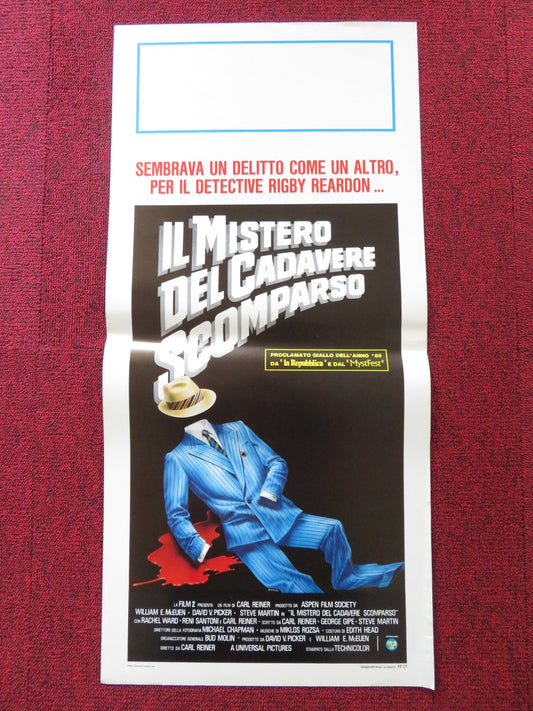 SEMBRAVA UN DELITTO COME UN ALTRO,
PER IL DETECTIVE RIGBY REARDON ...
IL MISTERO
DEL CADAVERE
SCOMPARSO
PROCLAMATO GIALLO DELL'ANNO '85
DA "la Repubblica" E DAL "MystFest"
LA FILM 2 PRESENTA UN FILM DI CARL REINER PRODOTTO DA ASPEN FILM SOCIETY
WILLIAM E. McEUEN · DAVID V. PICKER · STEVE MARTIN IN "IL MISTERO DEL CADAVERE SCOMPARSO"
CON RACHEL WARD · RENI SANTONI E CARL REINER · SCRITTO DA CARL REINER · GEORGE GIPE · STEVE MARTIN
DIRETTORE DELLA FOTOGRAFIA MICHAEL CHAPMAN · MUSICHE DI MIKLOS ROZSA · COSTUMI DI EDITH HEAD
ORGANIZZATORE GENERALE BUD MOLIN · PRODOTTO DA DAVID V. PICKER E WILLIAM E. McEUEN
DIRETTO DA CARL REINER A UNIVERSAL PICTURES STAMPATO DALLA TECHNICOLOR